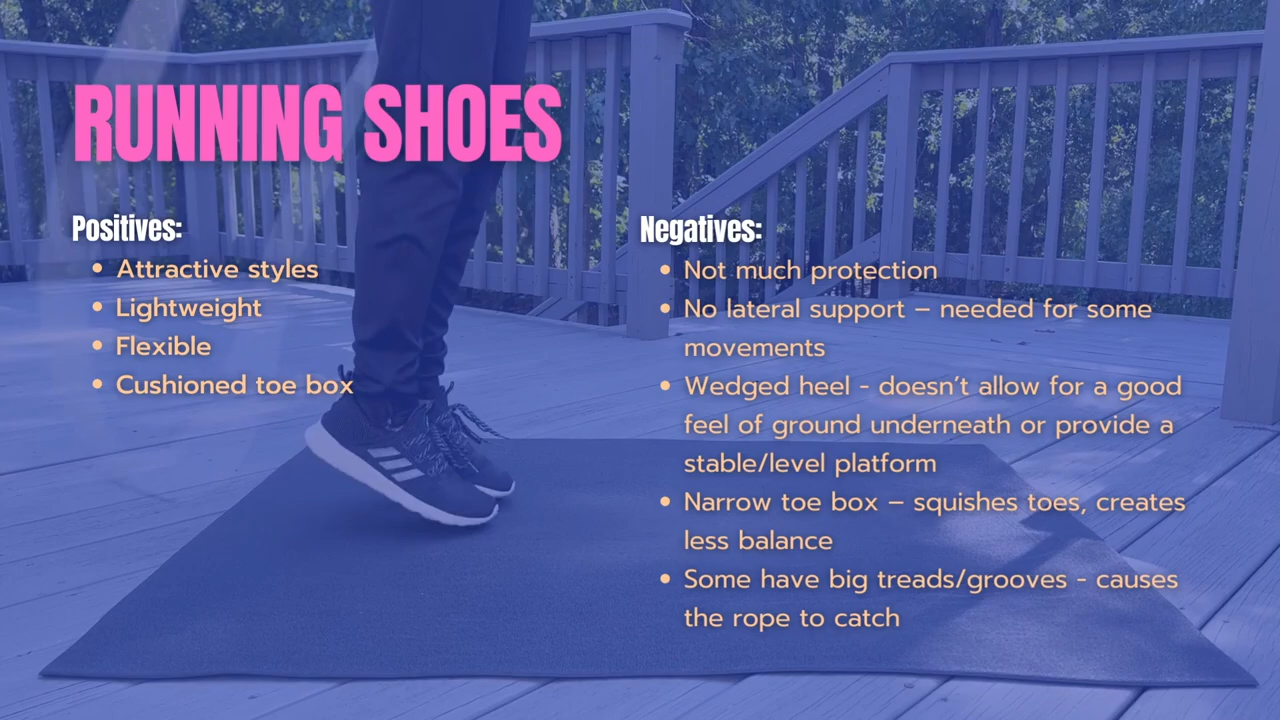 RUNNING SHOES
Positives:
• Attractive styles
• Lightweight
• Flexible
• Cushioned toe box
Negatives:
• Not much protection
• No lateral support – needed for some
movements
• Wedged heel - doesn’t allow for a good
feel of ground underneath or provide a
stable/level platform
• Narrow toe box – squishes toes, creates
less balance
• Some have big treads/grooves - causes
the rope to catch